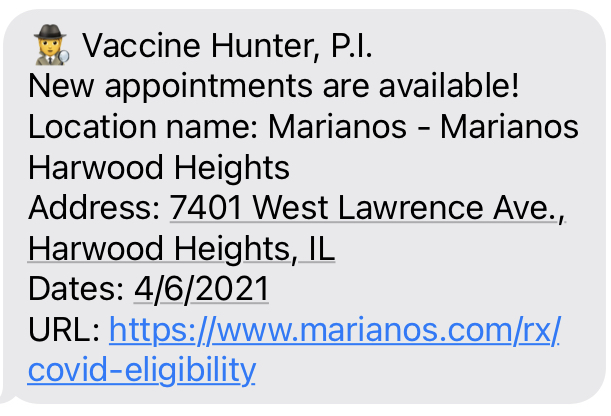 🕵️ Vaccine Hunter, P.I.
New appointments are available!
Location name: Marianos - Marianos
Harwood Heights
Address: 7401 West Lawrence Ave.,
Harwood Heights, IL
Dates: 4/6/2021
URL: https://www.marianos.com/rx/
covid-eligibility